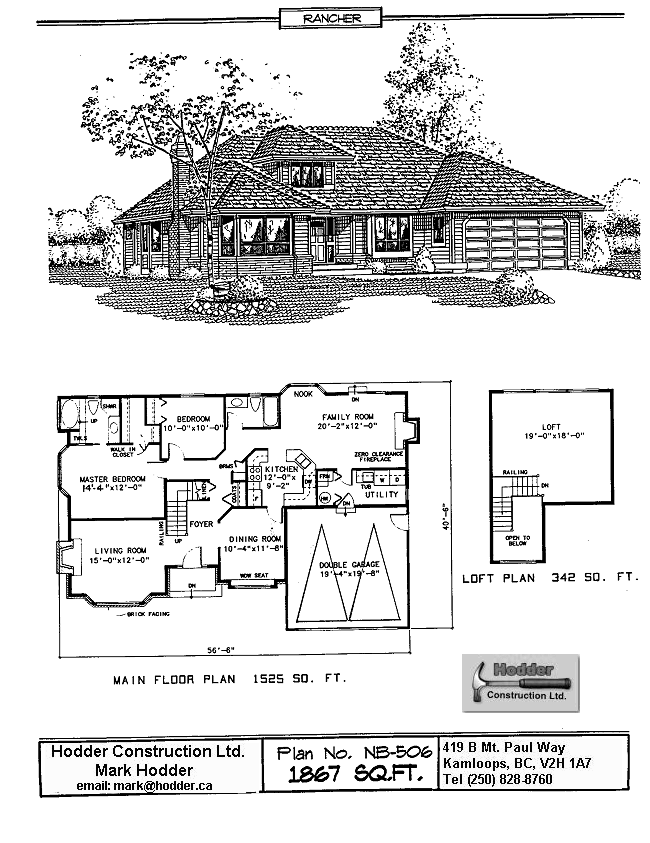 RANCHER
NOOK
DN
SHWR
UP
TWLS
WALK IN
CLOSET
BEDROOM
10'-0"x10'-0"
FAMILY ROOM
20'-2"x12'-0"
ZERO CLEARANCE
FIREPLACE
MASTER BEDROOM
14'-4"x12'-0"
BRMS
KITCHEN
12'-0"x
9'-2"
DW
F
FRN
HW
TUB
W
D
UTILITY
LINEN
COATS
DN
RAILING
UP
FOYER
LIVING ROOM
15'-0"x12'-0"
DINING ROOM
10'-4"x11'-8"
WDW SEAT
DN
DOUBLE GARAGE
19'-4"x19'-8"
BRICK FACING
56'-6"
40'-6"
MAIN FLOOR PLAN 1525 SQ. FT.
LOFT
19'-0"x18'-0"
RAILING
DN
OPEN TO
BELOW
LOFT PLAN 342 SQ. FT.
Hodder
Construction Ltd.
Hodder Construction Ltd.
Mark Hodder
email: mark@hodder.ca
Plan No. NB-506
1867 SQ.FT.
419 B Mt. Paul Way
Kamloops, BC, V2H 1A7
Tel (250) 828-8760